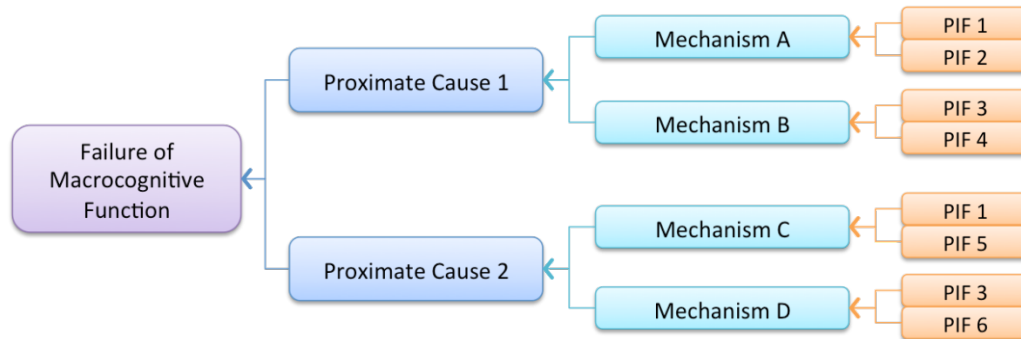 Failure of
Macrocognitive
Function
Proximate Cause 1
Proximate Cause 2
Mechanism A
Mechanism B
Mechanism C
Mechanism D
PIF 1
PIF 2
PIF 3
PIF 4
PIF 1
PIF 5
PIF 3
PIF 6